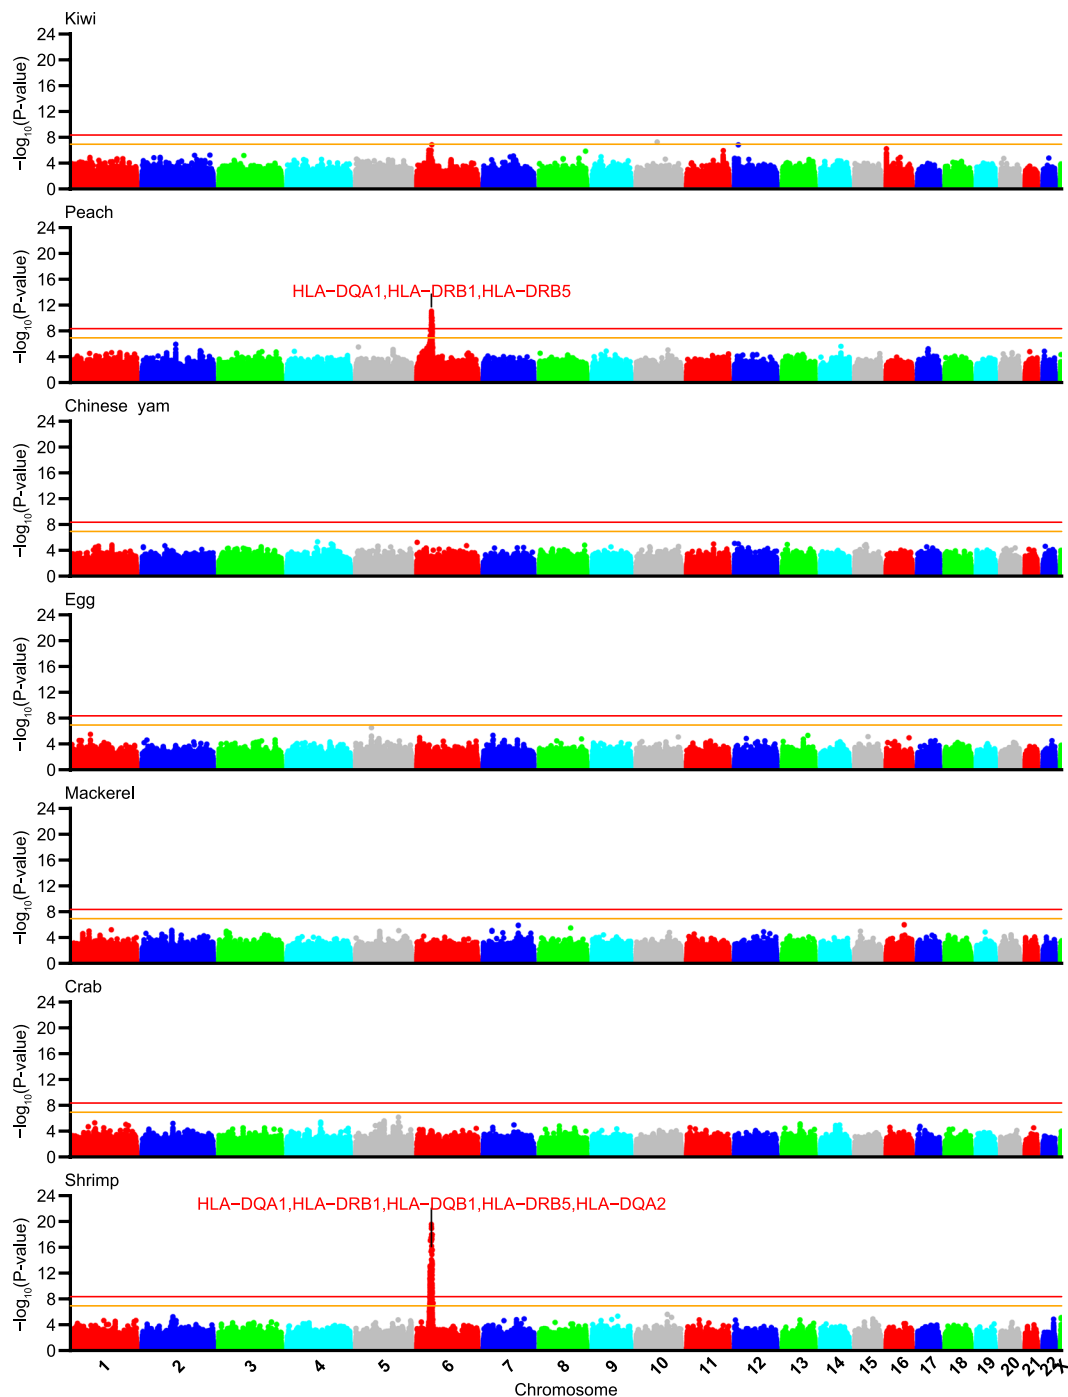 Kiwi
24
20
16
12
8
4
0
−log10(P-value)
Peach
24
20
16
12
8
4
0
−log10(P-value)
HLA−DQA1,HLA−DRB1,HLA−DRB5
Chinese yam
24
20
16
12
8
4
0
−log10(P-value)
Egg
24
20
16
12
8
4
0
−log10(P-value)
Mackerel
24
20
16
12
8
4
0
−log10(P-value)
Crab
24
20
16
12
8
4
0
−log10(P-value)
Shrimp
24
20
16
12
8
4
0
−log10(P-value)
HLA−DQA1,HLA−DRB1,HLA−DQB1,HLA−DRB5,HLA−DQA2
1 2 3 4 5 6 7 8 9 10 11 12 13 14 15 16 17 18 19 20 21 22 X
Chromosome